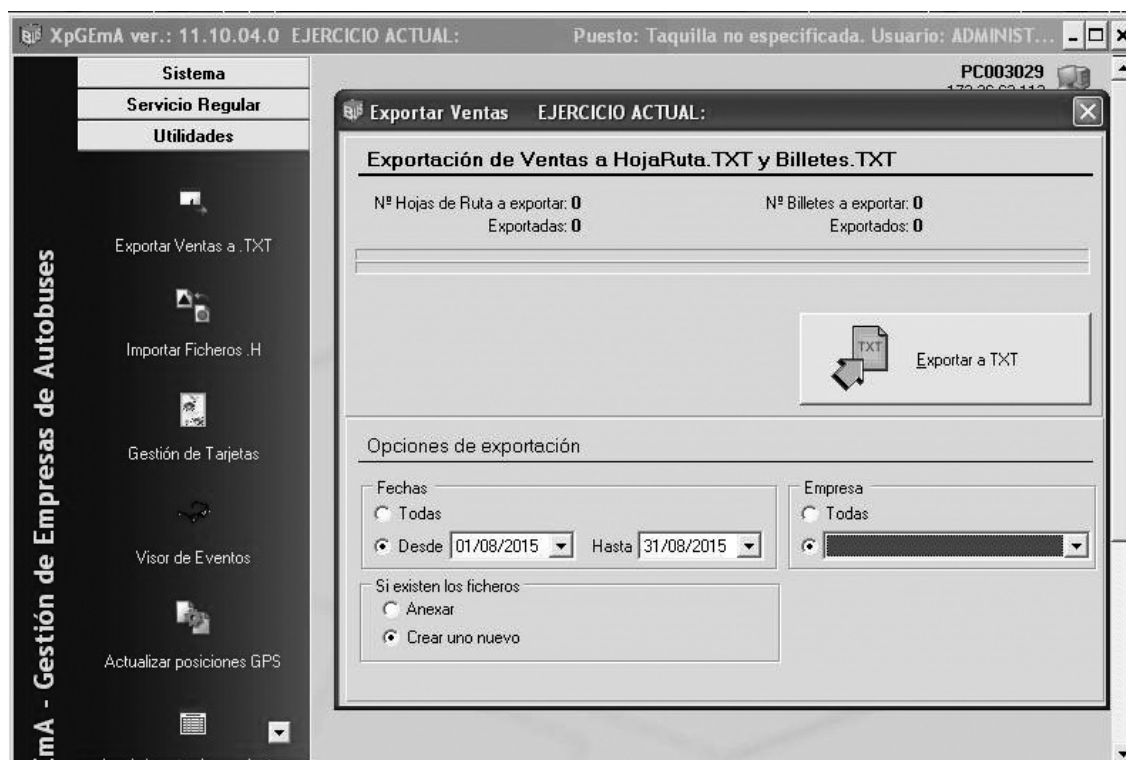 XpGEmA ver.: 11.10.04.0 EJERCICIO ACTUAL: Puesto: Taquilla no especificada. Usuario: ADMINIST...
Sistema
Servicio Regular
Utilidades
Exportar Ventas a .TXT
Importar Ficheros .H
Gestión de Tarjetas
Visor de Eventos
Actualizar posiciones GPS
EmA - Gestión de Empresas de Autobuses
PC003029
Exportar Ventas EJERCICIO ACTUAL:
Exportación de Ventas a HojaRuta.TXT y Billetes.TXT
Nº Hojas de Ruta a exportar: 0 Nº Billetes a exportar: 0
Exportadas: 0 Exportados: 0
TXT
Exportar a TXT
Opciones de exportación
Fechas
Todas
Desde 01/08/2015 Hasta 31/08/2015
Empresa
Todas
Si existen los ficheros
Anexar
Crear uno nuevo